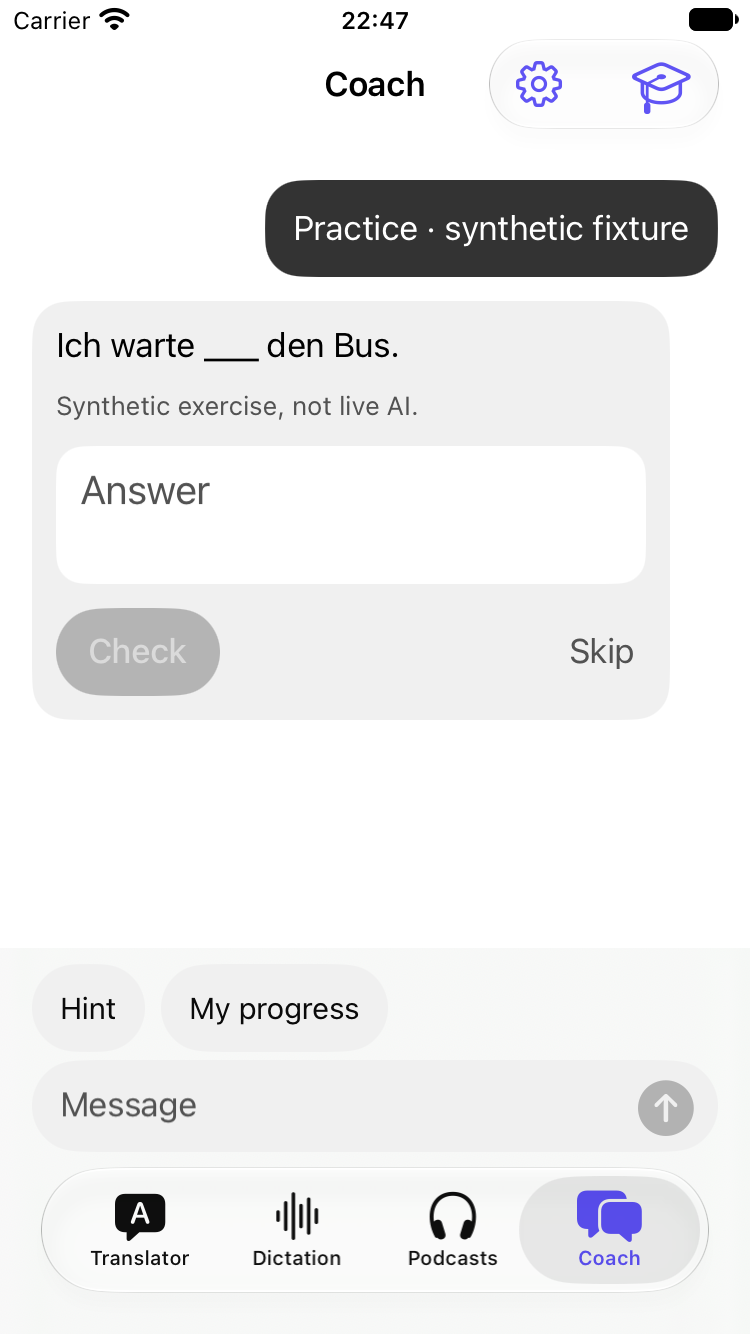 Carrier 22:47
Coach
Practice · synthetic fixture
Ich warte ___ den Bus.
Synthetic exercise, not live AI.
Answer
Check Skip
Hint My progress
Message
A
Translator Dictation Podcasts Coach